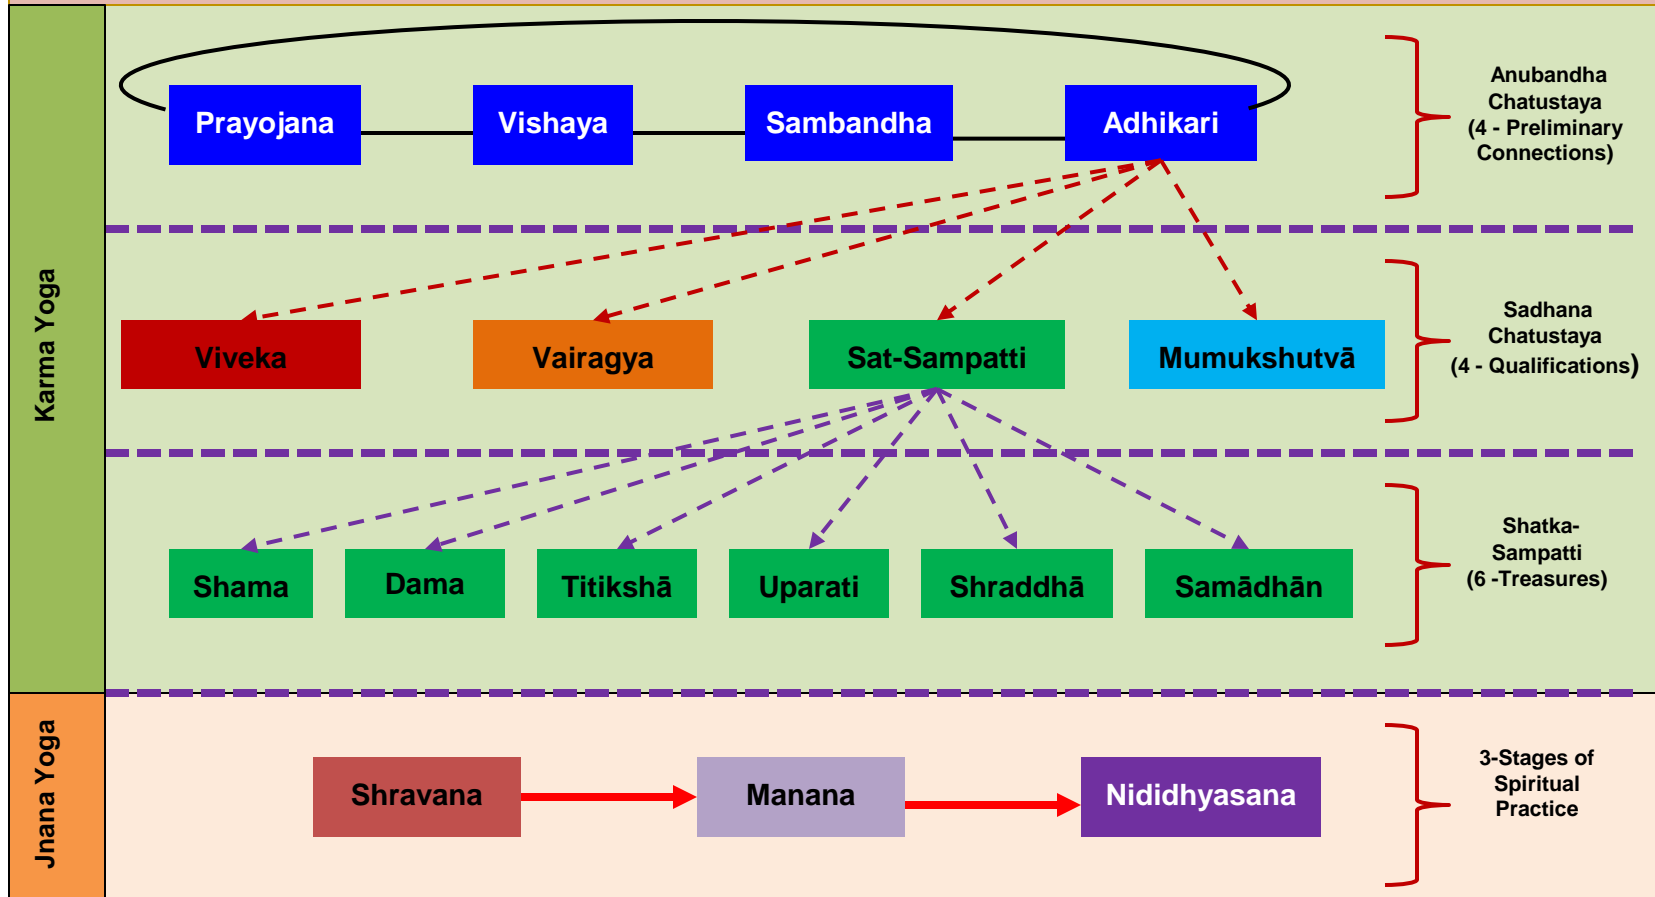 Prayojana
Vishaya
Sambandha
Adhikari
Anubandha
Chatustaya
(4 - Preliminary
Connections)
Karma Yoga
Viveka
Vairagya
Sat-Sampatti
Mumukshutvā
Sadhana
Chatustaya
(4 - Qualifications)
Shama
Dama
Titikshā
Uparati
Shraddhā
Samādhān
Shatka-
Sampatti
(6 -Treasures)
Jnana Yoga
Shravana
Manana
Nididhyasana
3-Stages of
Spiritual
Practice